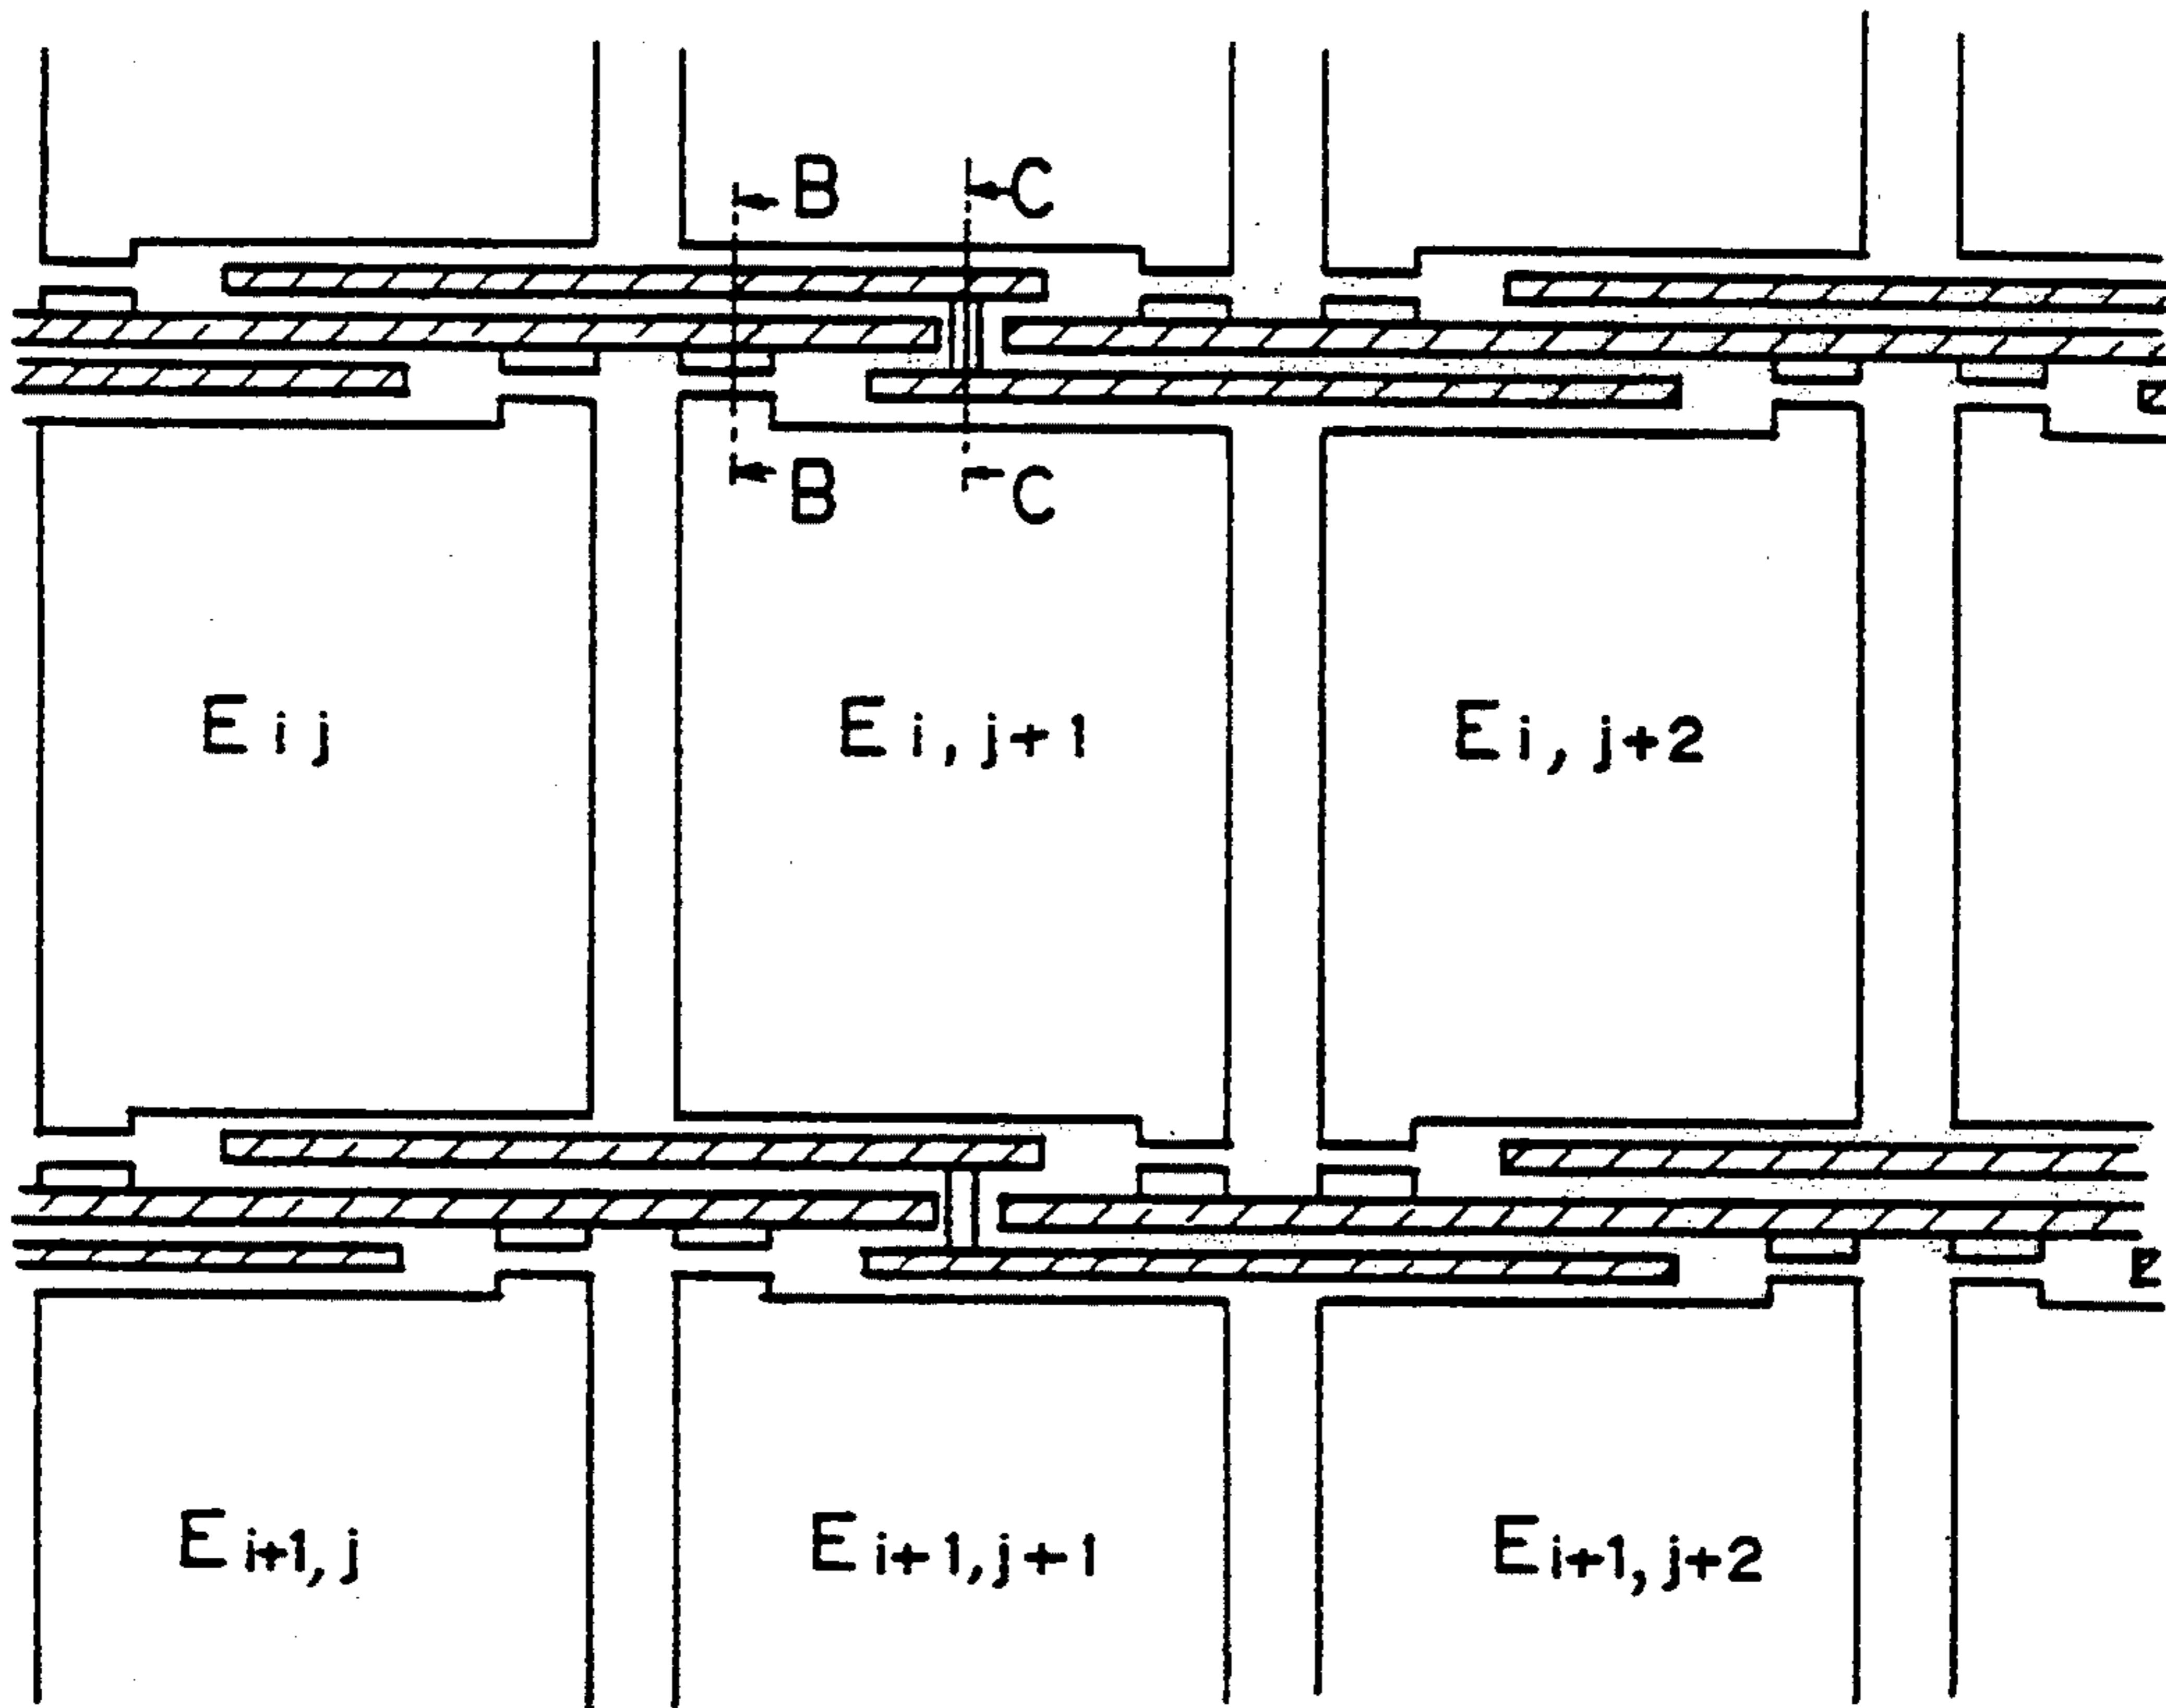 B C
B C
E i j
E i, j+1
E i, j+2
E i+1, j
E i+1, j+1
E i+1, j+2